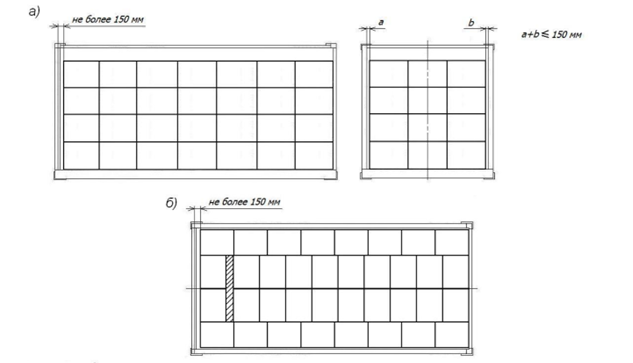 а)
не более 150 мм
a
b
a+b ≤ 150 мм
б)
не более 150 мм